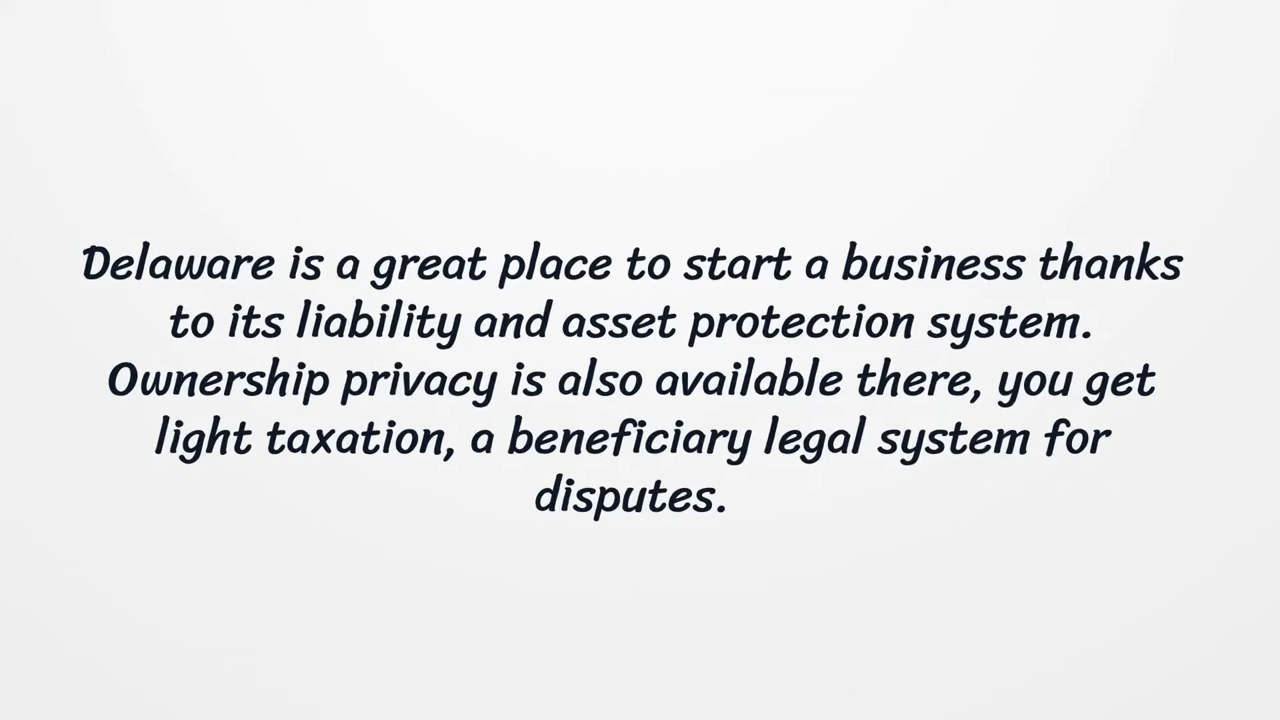 Delaware is a great place to start a business thanks
to its liability and asset protection system.
Ownership privacy is also available there, you get
light taxation, a beneficiary legal system for
disputes.